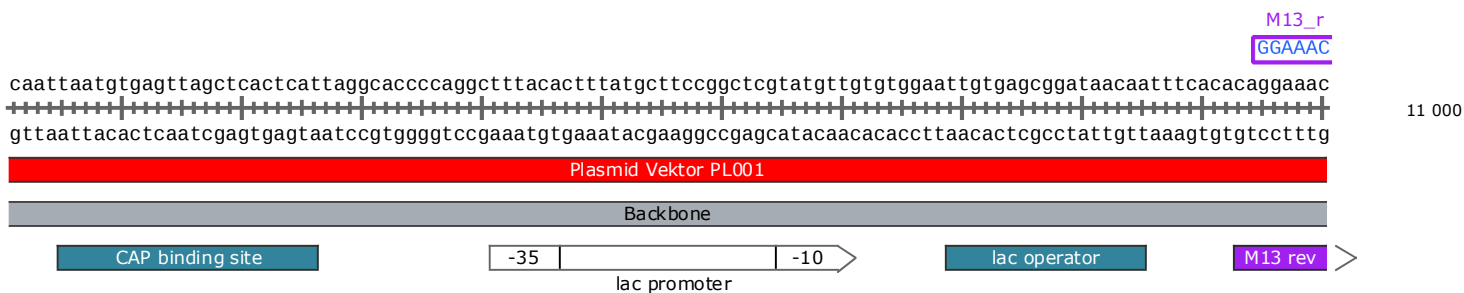 M13_r
GGAAAC
caattaatgtgagttagctcactcattaggcaccccaggctttacactttatgcttccggctcgtatgttgtgtggaattgtgagcggataacaatttcacacaggaaac
11 000
gttaattacactcaatcgagtgagtaatccgtggggtccgaaatgtgaaatacgaaggccgagcatacaacacaccttaacactcgcctattgttaaagtgtgtcctttg
Plasmid Vektor PL001
Backbone
CAP binding site -35 -10 lac operator M13 rev
lac promoter